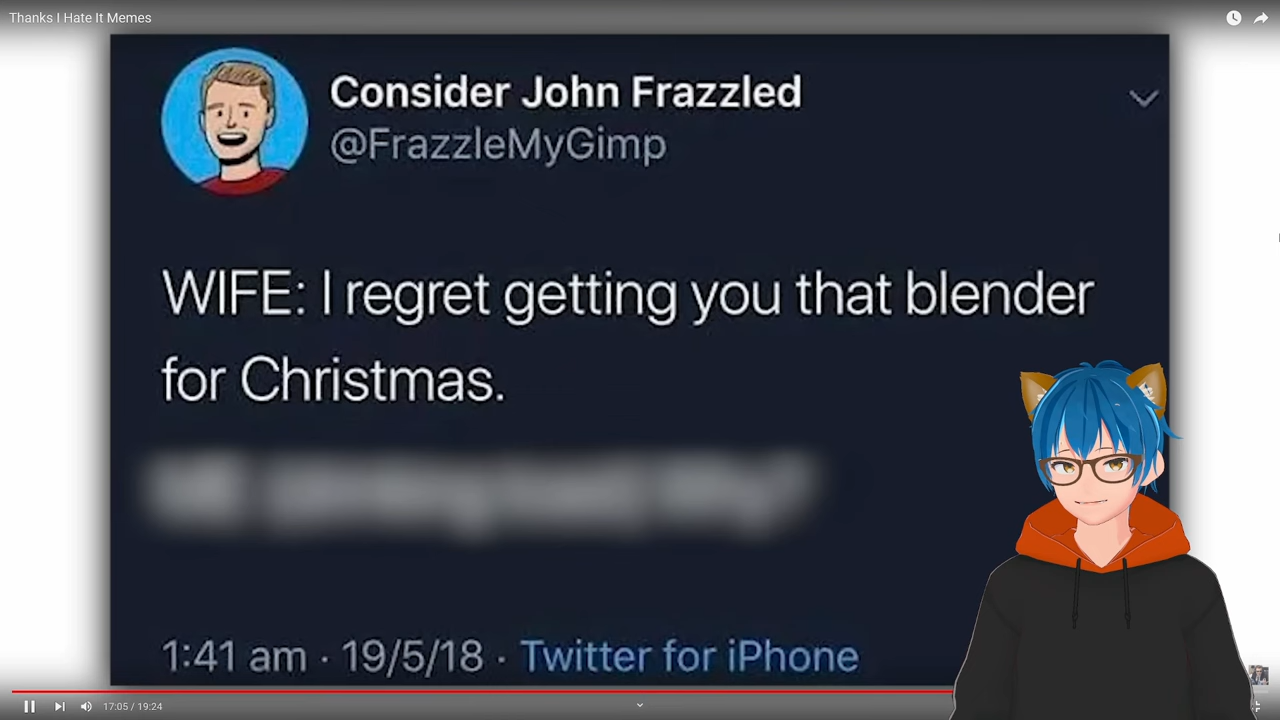 Thanks I Hate It Memes
Consider John Frazzled
@FrazzleMyGimp
WIFE: I regret getting you that blender
for Christmas.
1:41 am · 19/5/18 · Twitter for iPhone
17:05 / 19:24